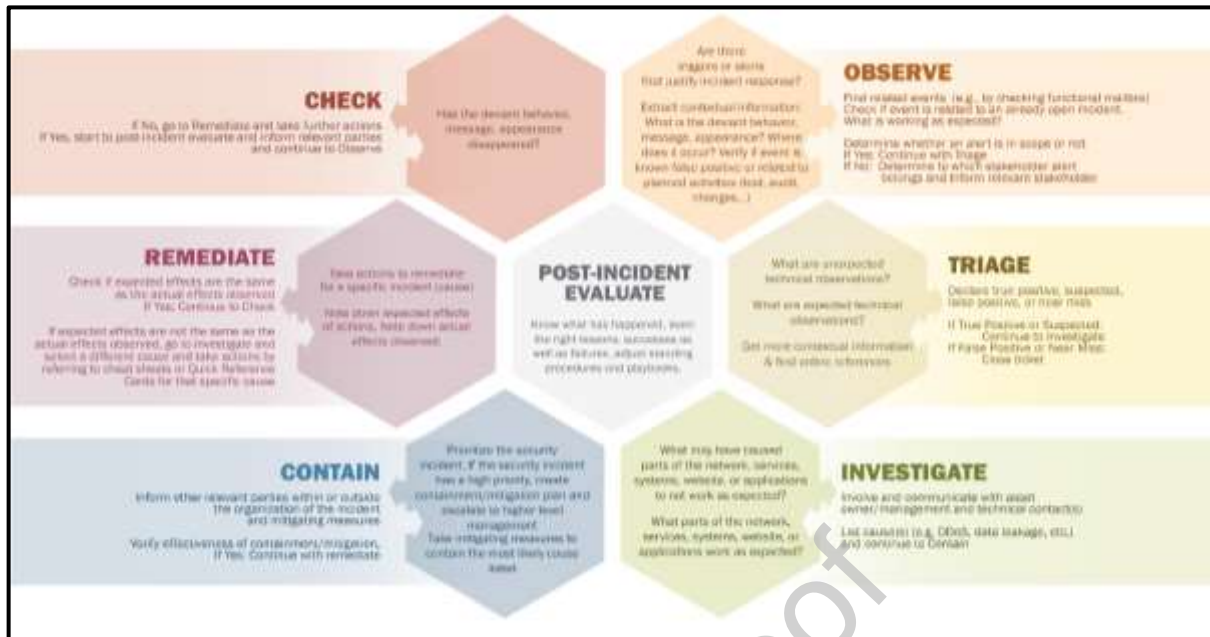 CHECK
If No, go to Remediate and take further actions
If Yes, start to post incident evaluate and inform relevant parties
and continue to Observe
Has the deviant behavior,
message, appearance
disappeared?
Are there
triggers or alerts
that justify incident response?
Extract contextual information:
What is the deviant behavior,
message, appearance? Where
does it occur? Verify if event is
known false positive or related to
planned activities (test, audit,
changes...)
OBSERVE
Find related events (e.g., by checking functional mailbox)
Check if event is related to an already open incident.
What is working as expected?
Determine whether an alert is in scope or not
If Yes: Continue with Triage
If No: Determine to which stakeholder alert
belongs and inform relevant stakeholder
REMEDIATE
Check if expected effects are the same
as the actual effects observed
If Yes, Continue to Check
If expected effects are not the same as the
actual effects observed, go to investigate and
select a different cause and take actions by
referring to cheat sheets or Quick Reference
Cards for that specific cause
Take actions to remediate
for a specific incident (cause)
Note down expected effects
of actions, note down actual
effects observed
POST-INCIDENT
EVALUATE
Know what has happened,
the right lessons, successes as
well as failures, adjust
procedures and playbooks.
What are unexpected
technical observations?
What are expected technical
observations?
Get more contextual information
& find online references
TRIAGE
Declare true positive, suspected,
false positive, or near miss
If True Positive or Suspected:
Continue to investigate
If False Positive or Near Miss:
Close ticket
CONTAIN
Inform other relevant parties within or outside
the organization of the incident
and mitigating measures
Verify effectiveness of containment/mitigation,
If Yes: Continue with remediate
Prioritize the security
incident, if the security incident
has a high priority, create
containment/mitigation plan and
escalate to higher level
management
Take mitigating measures to
contain the most likely cause
What may have caused
parts of the network, services,
systems, website, or applications
to not work as expected?
What parts of the network,
services, systems, website, or
applications work as expected?
INVESTIGATE
Involve and communicate with asset
owner/management and technical contact(s)
List cause(s) (e.g. DDoS, data leakage, etc.)
and continue to Contain
of